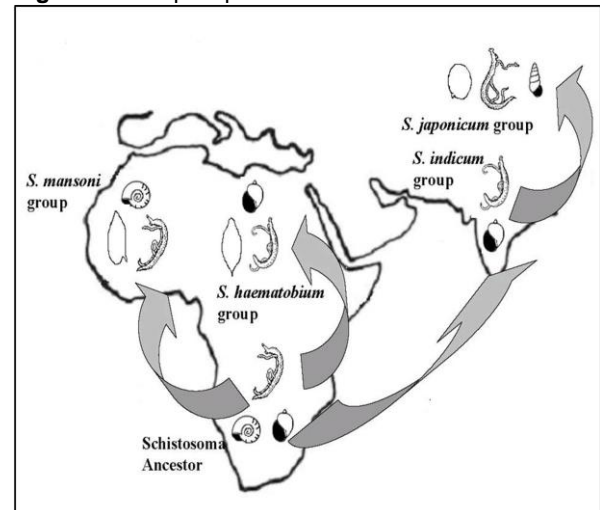 S. japonicum group
S. indicum
group
S. mansoni
group
S. haematobium
group
Schistosoma
Ancestor